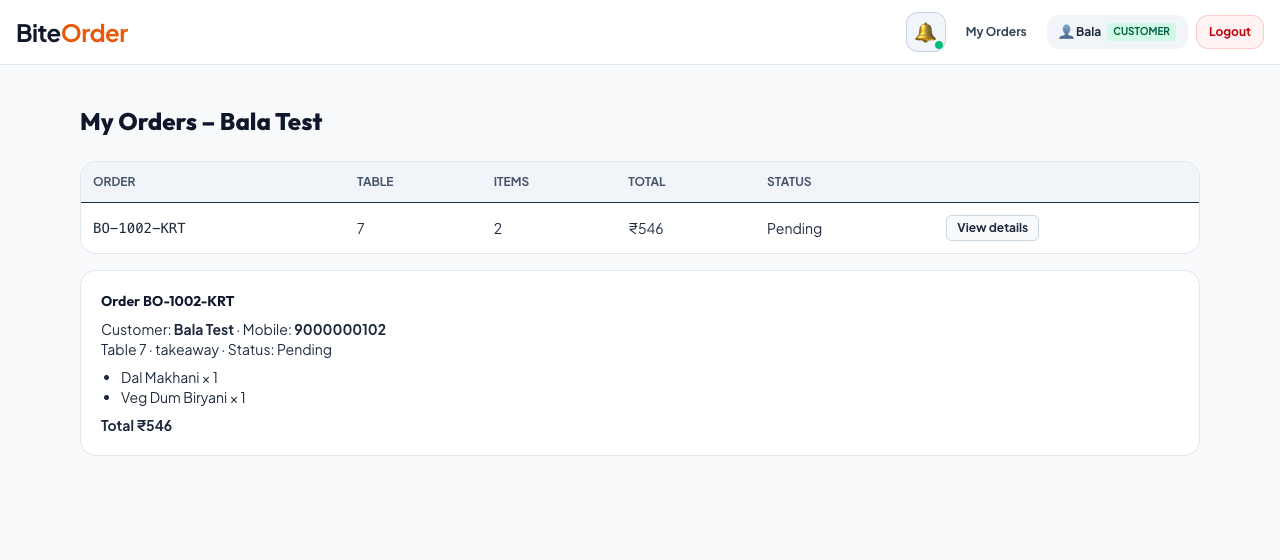 BiteOrder
My Orders
Bala CUSTOMER
Logout
My Orders – Bala Test
ORDER TABLE ITEMS TOTAL STATUS
BO-1002-KRT 7 2 ₹546 Pending View details
Order BO-1002-KRT
Customer: Bala Test · Mobile: 9000000102
Table 7 · takeaway · Status: Pending
• Dal Makhani × 1
• Veg Dum Biryani × 1
Total ₹546